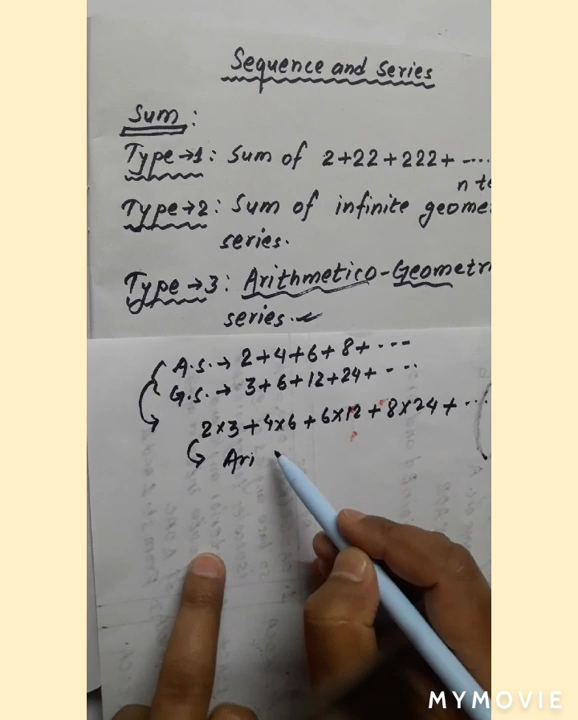 Sequence and Series
Sum :
Type→1 : Sum of 2+22+222+ ....
n te
Type→2 : Sum of infinite geome
series.
Type→3 : Arithmetico-Geometri
series.
A.S. → 2+4+6+8+ ...
G.S. → 3+6+12+24+ ...
2×3+4×6+6×12+8×24+ ...
Ari
MYMOVIE